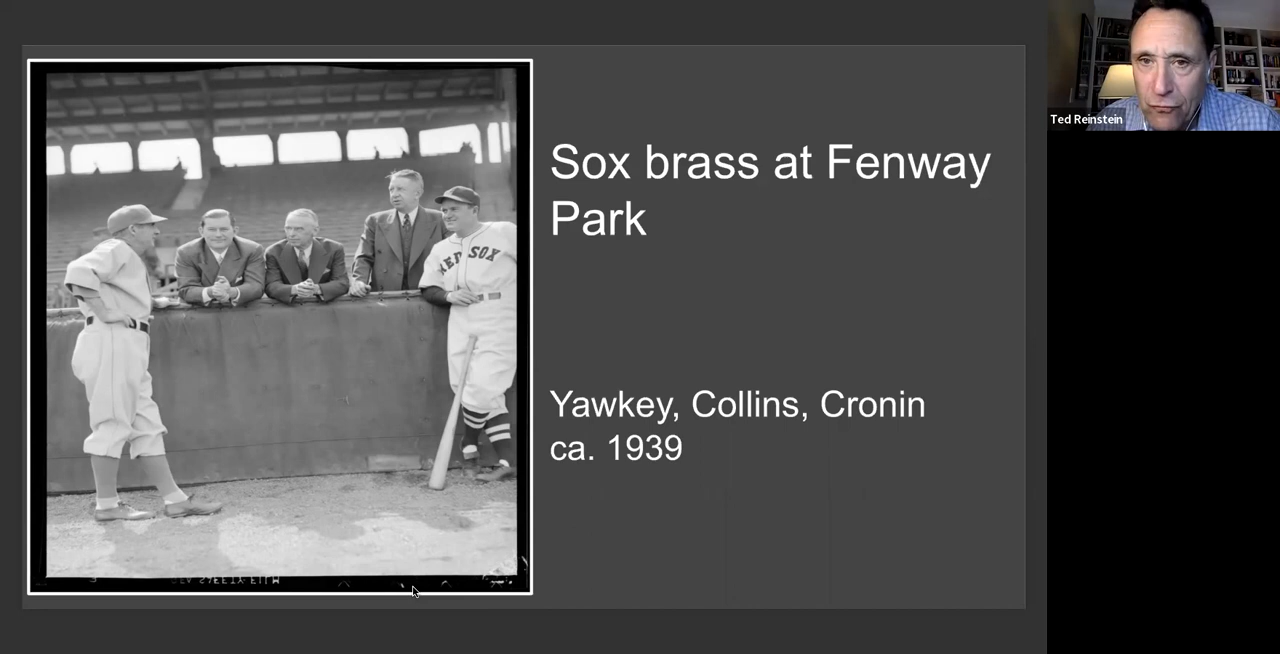 Sox brass at Fenway
Park
Yawkey, Collins, Cronin
ca. 1939
RED SOX
Ted Reinstein